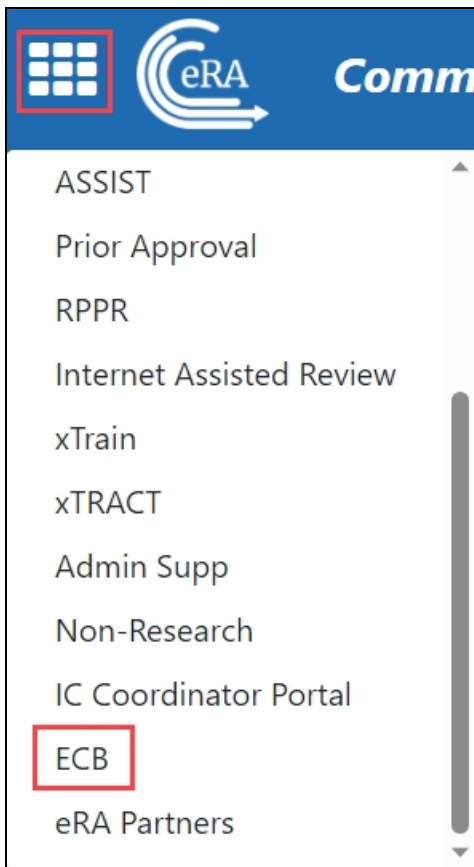 eRA
ASSIST
Prior Approval
RPPR
Internet Assisted Review
xTrain
xTRACT
Admin Supp
Non-Research
IC Coordinator Portal
ECB
eRA Partners